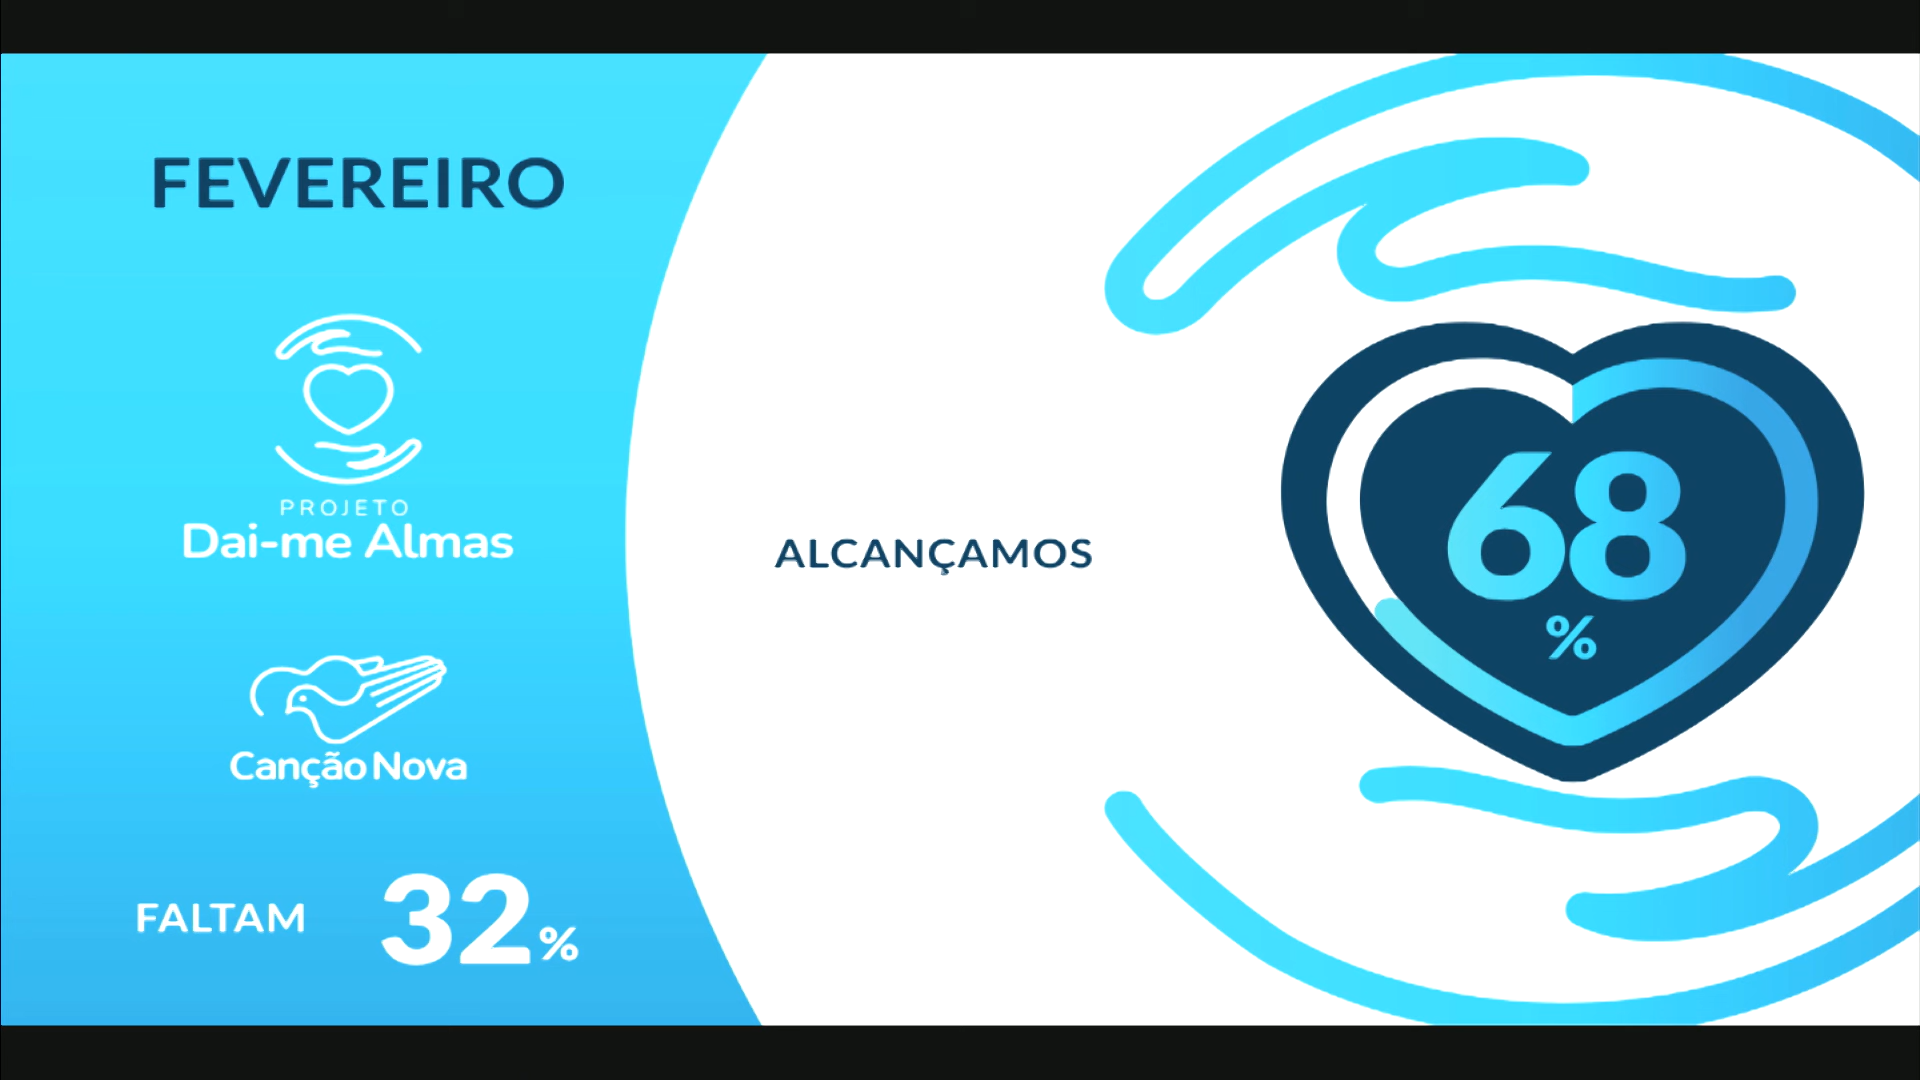 FEVEREIRO
PROJETO
Dai-me Almas
Canção Nova
FALTAM 32%
ALCANÇAMOS
68
%